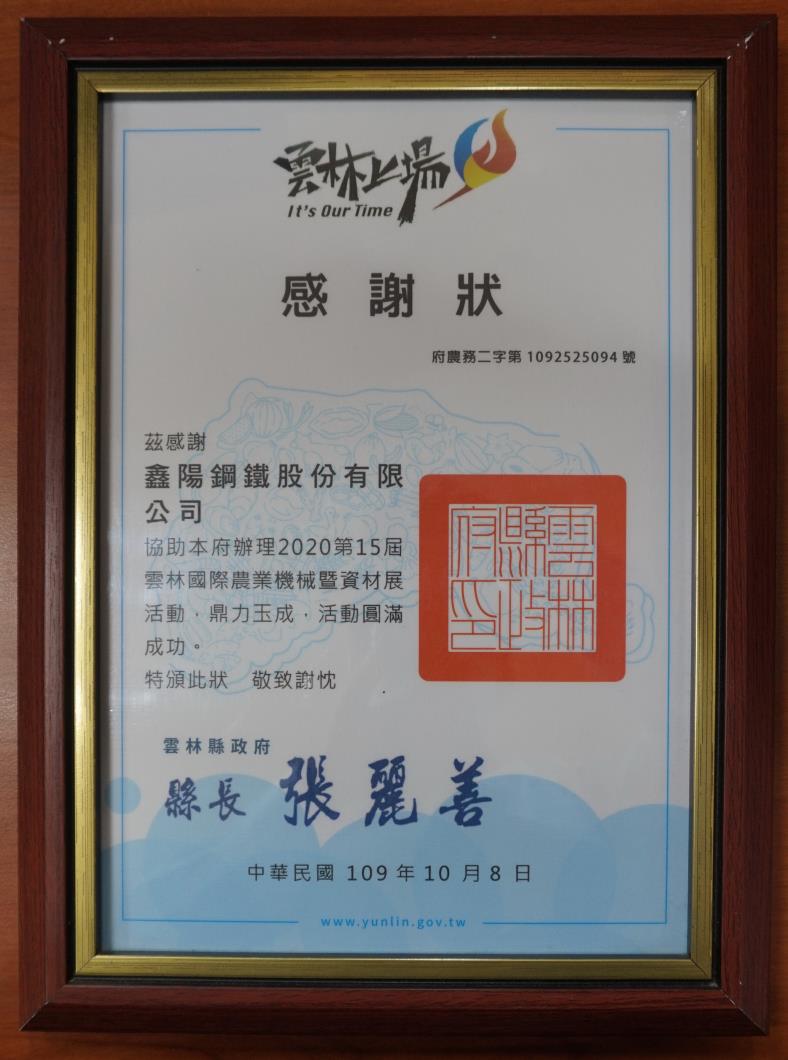 雲林上場
It's Our Time
感謝狀
府農務二字第 1092525094 號
茲感謝
鑫陽鋼鐵股份有限
公司
協助本府辦理2020第15屆
雲林國際農業機械暨資材展
活動，鼎力玉成，活動圓滿
成功。
特頒此狀　敬致謝忱
雲林縣政府印
雲林縣政府
縣長 張麗善
中華民國 109 年 10 月 8 日
www.yunlin.gov.tw